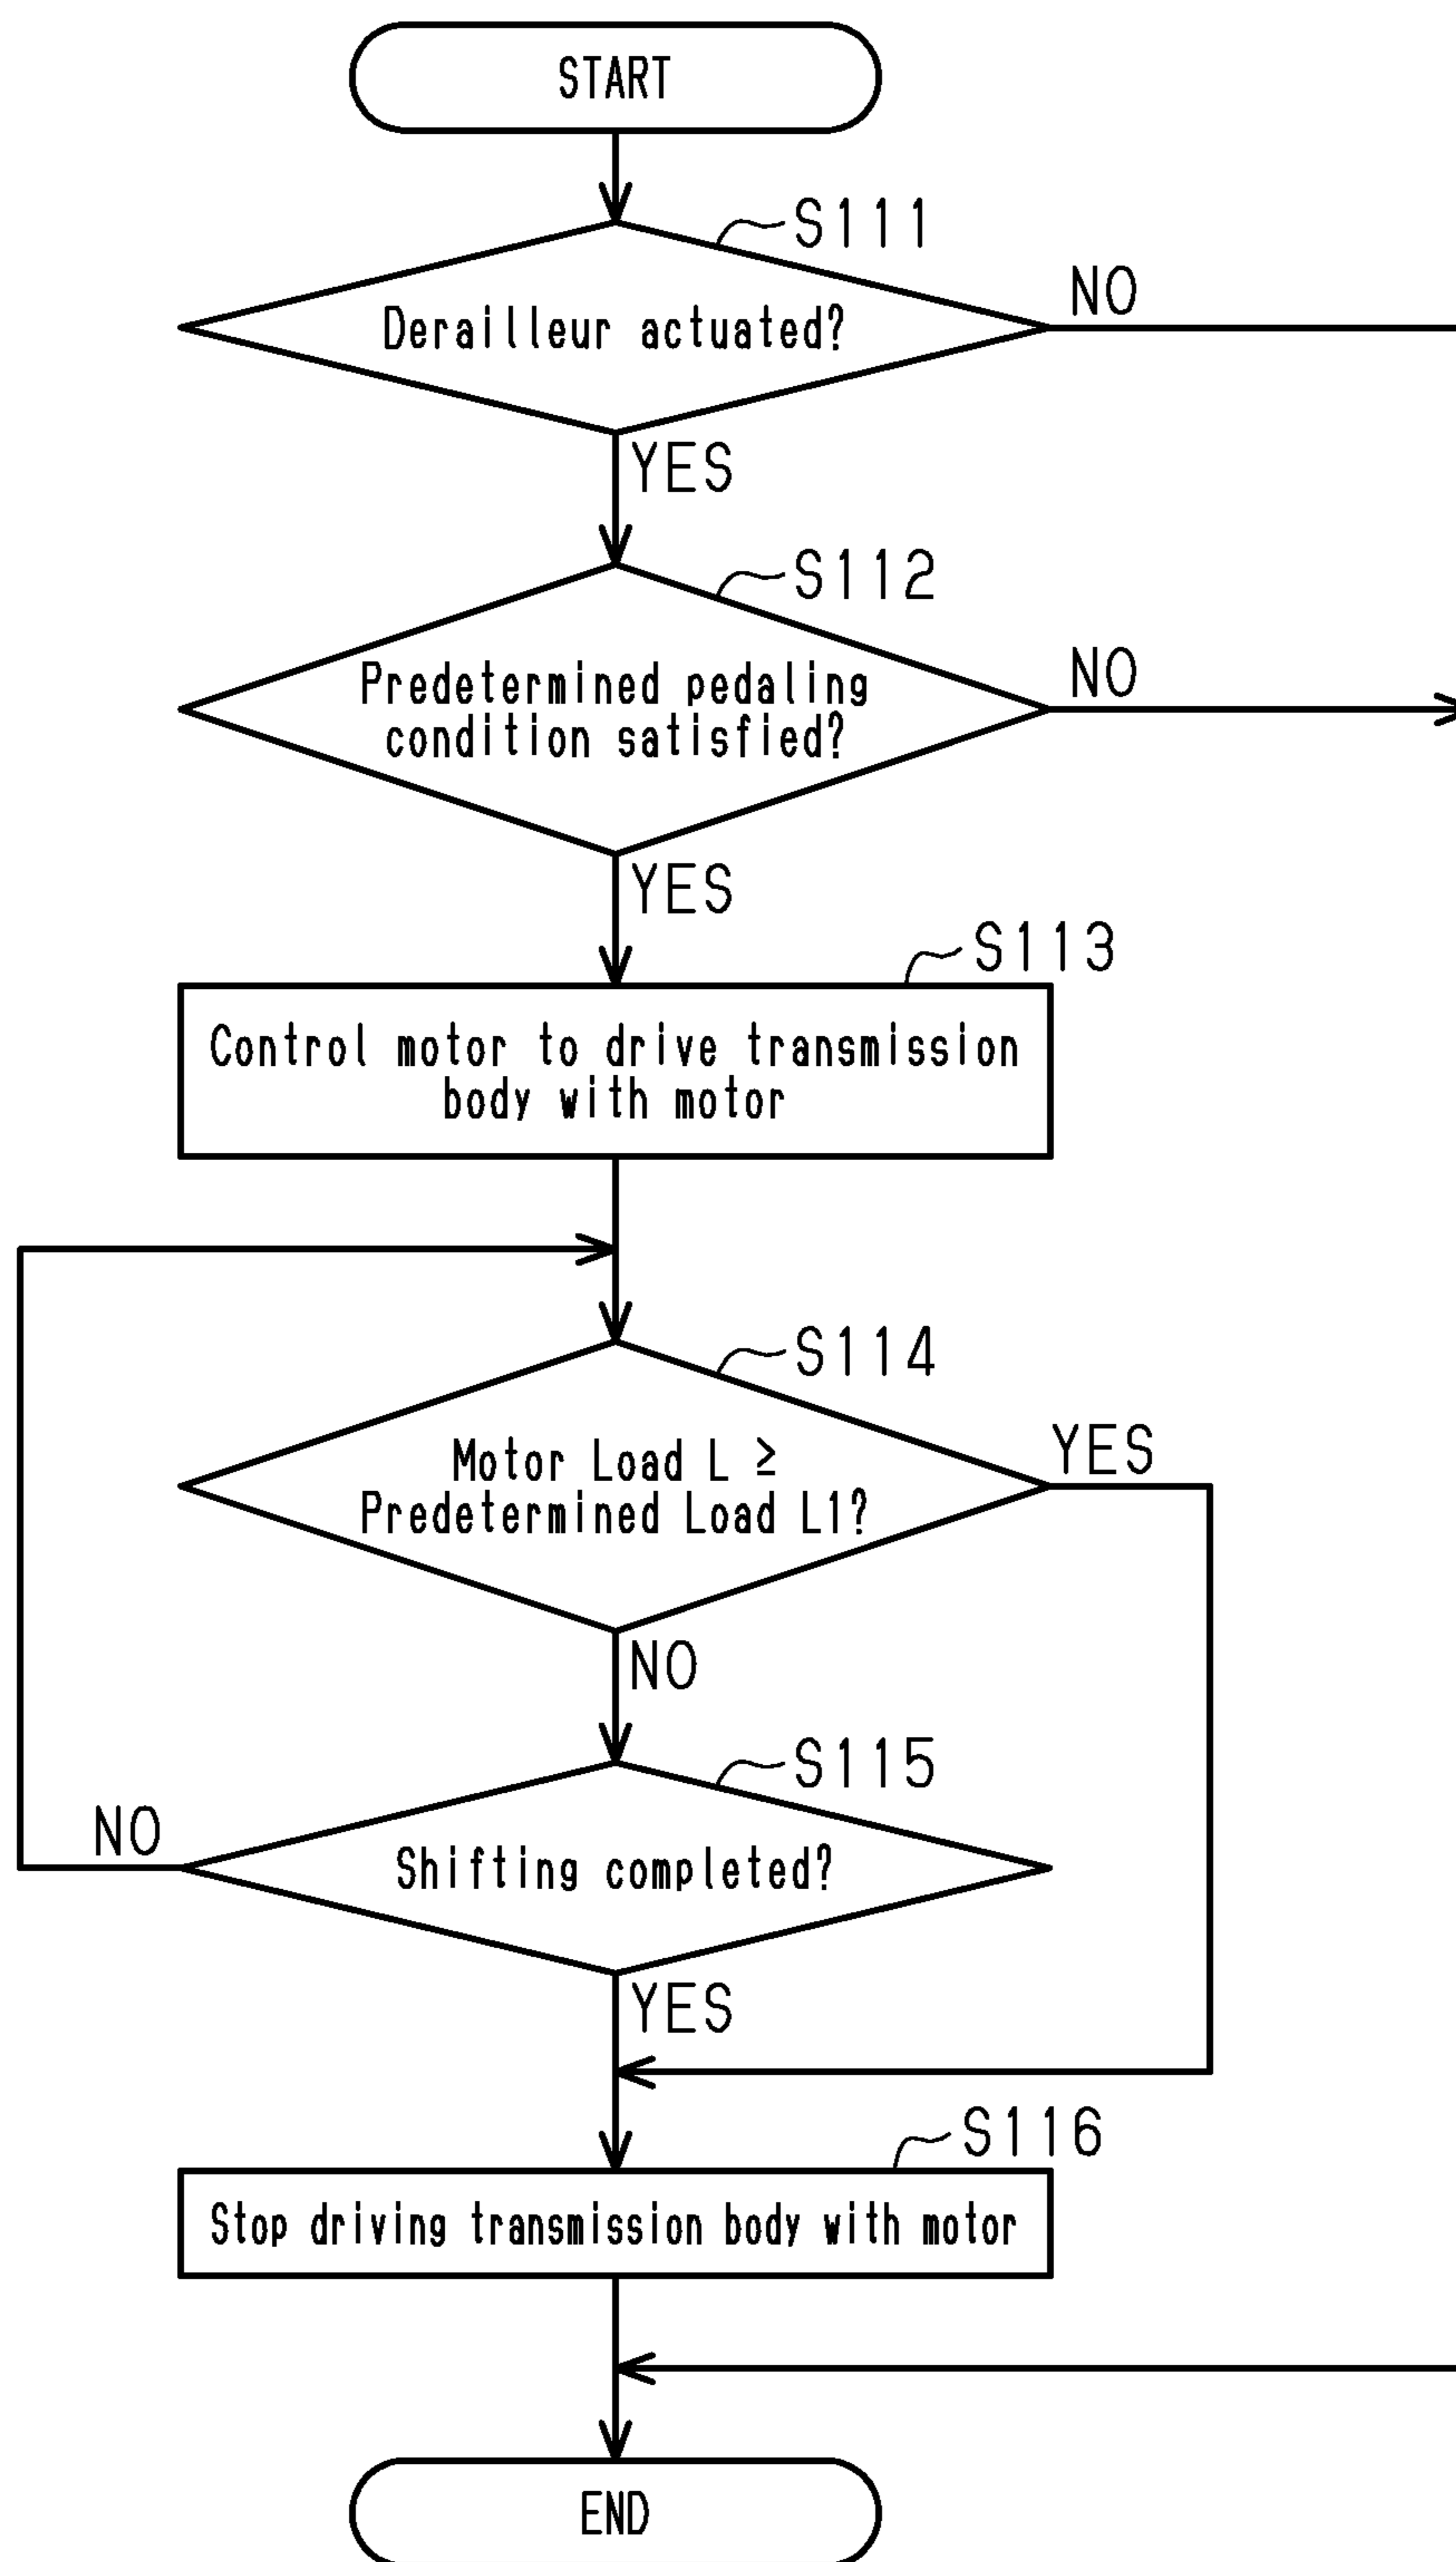 START
S111
Derailleur actuated?
NO
YES
S112
Predetermined pedaling
condition satisfied?
NO
YES
S113
Control motor to drive transmission
body with motor
S114
Motor Load L ≥
Predetermined Load L1?
YES
NO
S115
NO
Shifting completed?
YES
S116
Stop driving transmission body with motor
END